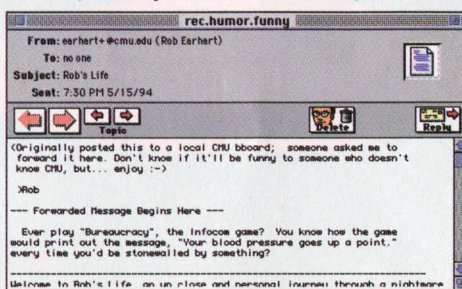 rec.humor.funny
From: earhart+@cmu.edu (Rob Earhart)
To: no one
Subject: Rob's Life
Sent: 7:30 PM 5/15/94
Topic
Delete
Reply
(Originally posted this to a local CMU bboard; someone asked me to
forward it here. Don't know if it'll be funny to someone who doesn't
know CMU, but... enjoy :-)
>Rob
--- Forwarded Message Begins Here ---
Ever play "Bureaucracy", the Infocom game? You know how the game
would print out the message, "Your blood pressure goes up a point."
every time you'd be stonewalled by something?
Welcome to Rob's Life, an up close and personal journey through a nightmare